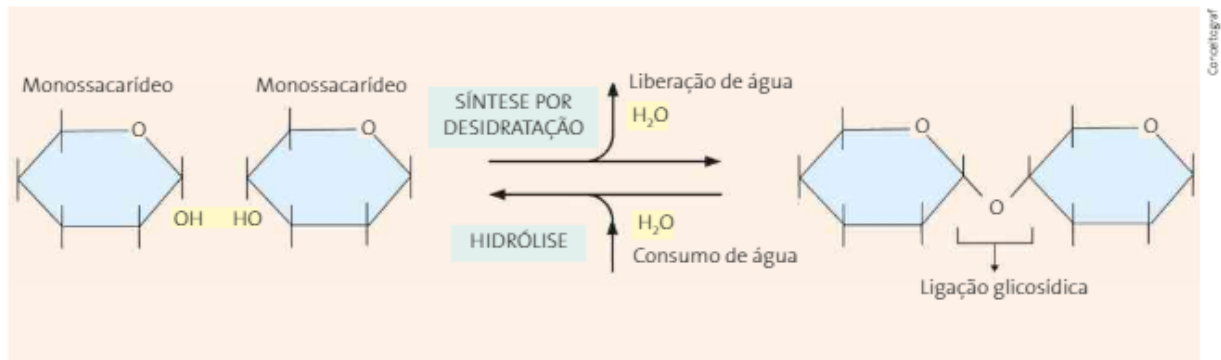 Conceitograf
Monossacarídeo
Monossacarídeo
O
O
OH
HO
SÍNTESE POR
DESIDRATAÇÃO
Liberação de água
H₂O
HIDRÓLISE
H₂O
Consumo de água
O
O
O
Ligação glicosídica